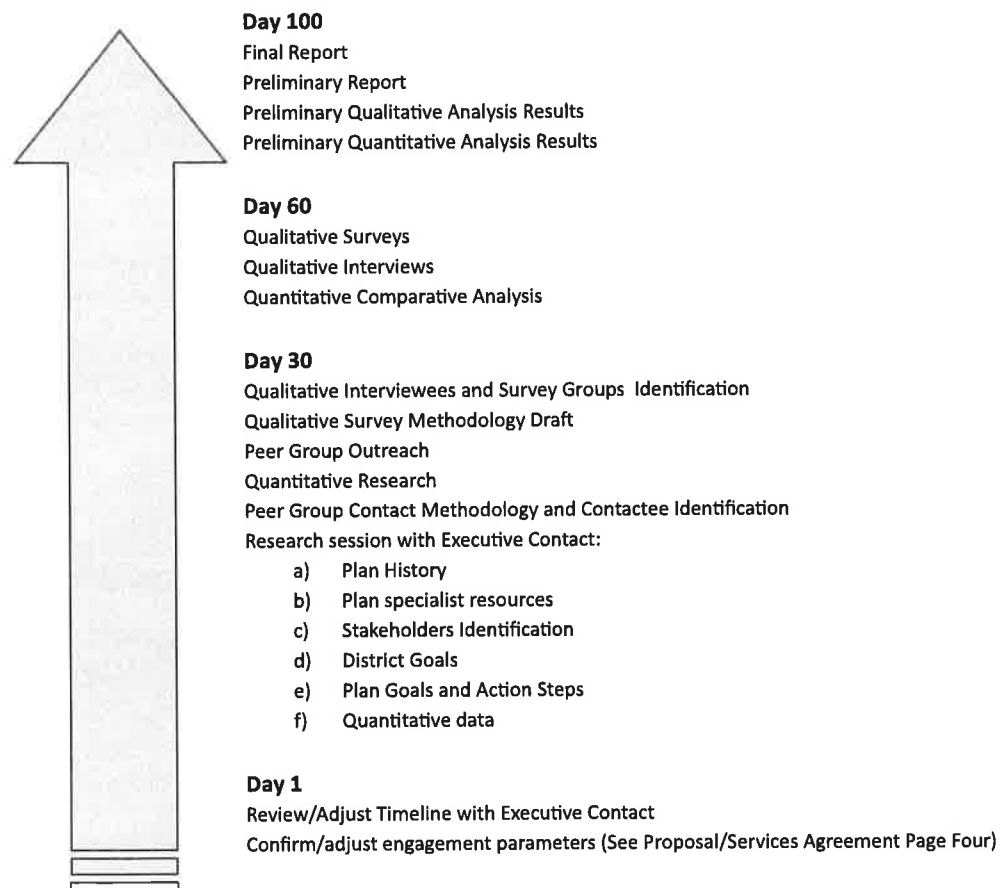 Day 100
Final Report
Preliminary Report
Preliminary Qualitative Analysis Results
Preliminary Quantitative Analysis Results
Day 60
Qualitative Surveys
Qualitative Interviews
Quantitative Comparative Analysis
Day 30
Qualitative Interviewees and Survey Groups Identification
Qualitative Survey Methodology Draft
Peer Group Outreach
Quantitative Research
Peer Group Contact Methodology and Contactee Identification
Research session with Executive Contact:
a) Plan History
b) Plan specialist resources
c) Stakeholders Identification
d) District Goals
e) Plan Goals and Action Steps
f) Quantitative data
Day 1
Review/Adjust Timeline with Executive Contact
Confirm/adjust engagement parameters (See Proposal/Services Agreement Page Four)